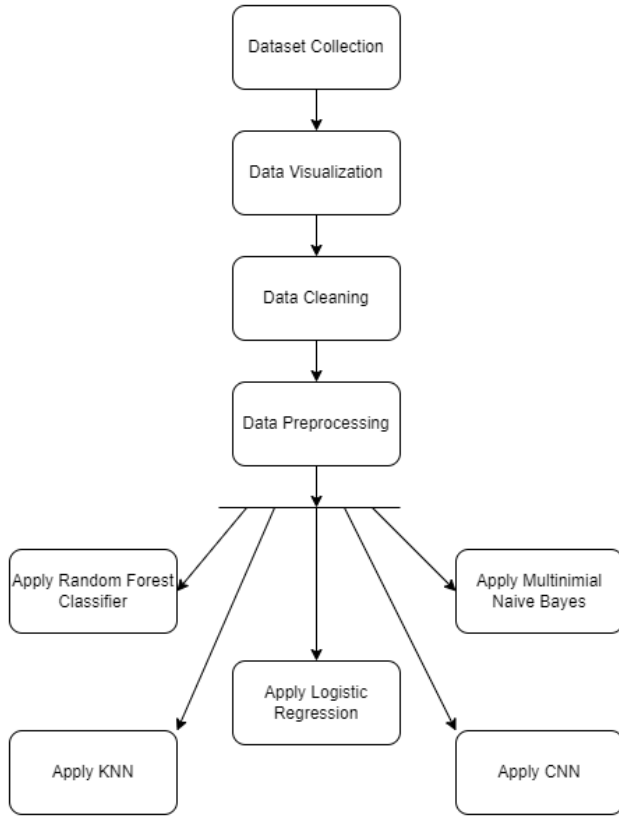 Dataset Collection
Data Visualization
Data Cleaning
Data Preprocessing
Apply Random Forest
Classifier
Apply Multinimial
Naive Bayes
Apply Logistic
Regression
Apply KNN
Apply CNN